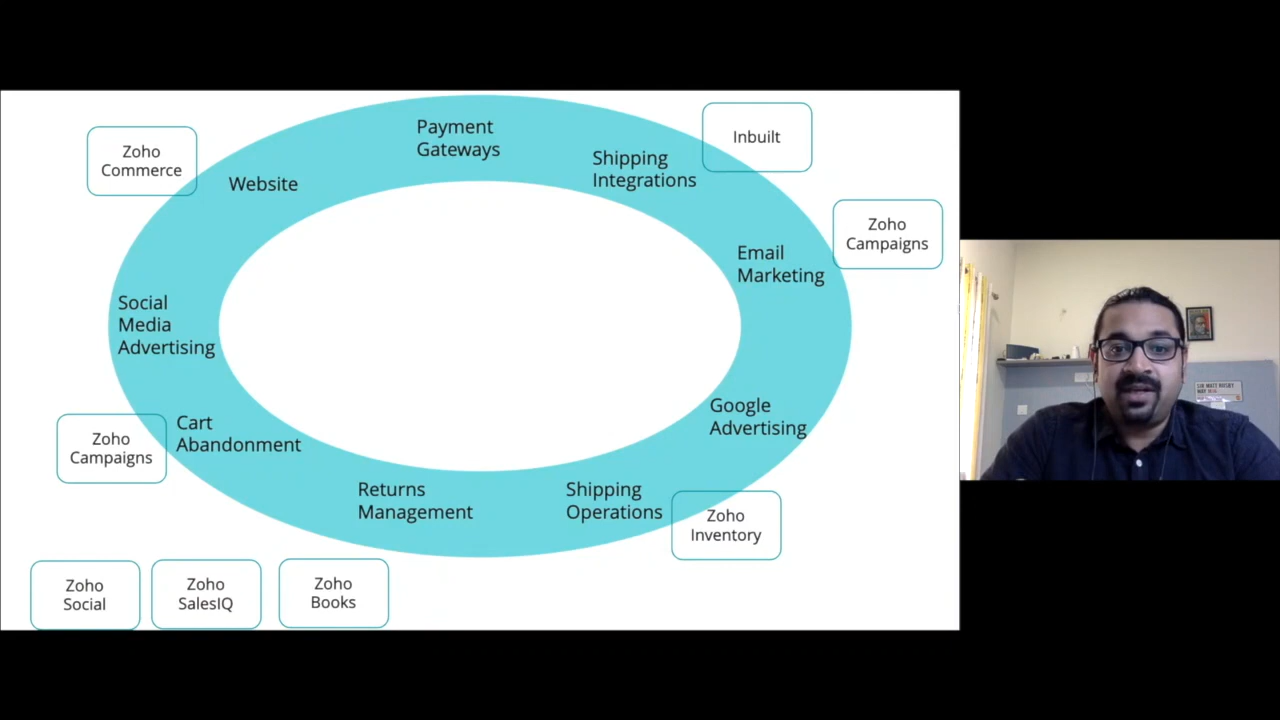 Payment
Gateways
Inbuilt
Zoho
Commerce
Shipping
Integrations
Website
Zoho
Campaigns
Email
Marketing
Social
Media
Advertising
Google
Advertising
Cart
Abandonment
Zoho
Campaigns
Returns
Management
Shipping
Operations
Zoho
Inventory
Zoho
Social
Zoho
SalesIQ
Zoho
Books